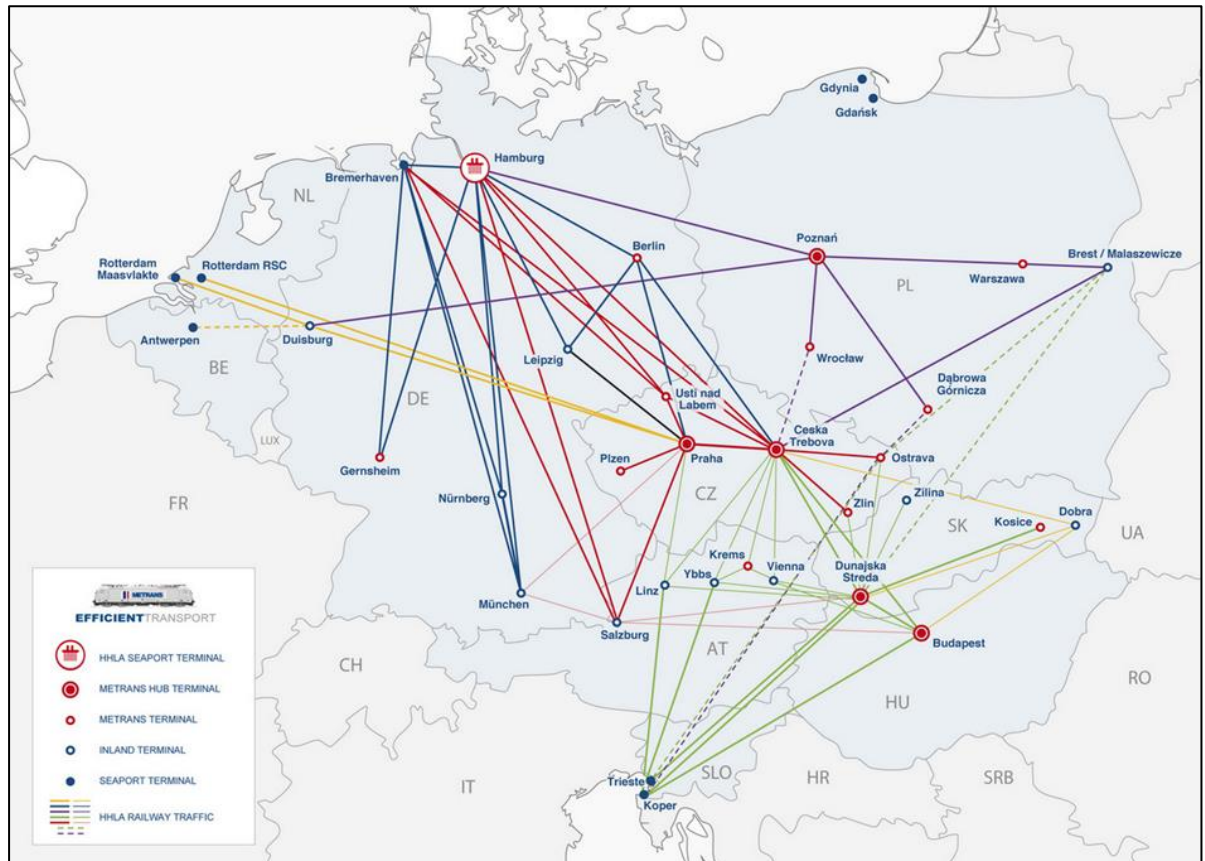 Gdynia
Gdańsk
Hamburg
Bremerhaven
NL
Berlin
Poznań
Brest / Malaszewicze
Rotterdam
Maasvlakte
Rotterdam RSC
Warszawa
PL
Antwerpen
Duisburg
BE
Leipzig
Wrocław
Dąbrowa
Górnicza
DE
Usti nad
Labem
LUX
Ceska
Trebova
Gernsheim
Plzen
Praha
Ostrava
Nürnberg
CZ
Zilina
FR
Zlin
SK
Kosice
Dobra
UA
Krems
Ybbs
Vienna
Dunajska
Streda
Linz
München
Salzburg
AT
Budapest
CH
RO
HU
Trieste
Koper
SLO
HR
SRB
IT
METRANS
EFFICIENTTRANSPORT
HHLA SEAPORT TERMINAL
METRANS HUB TERMINAL
METRANS TERMINAL
INLAND TERMINAL
SEAPORT TERMINAL
HHLA RAILWAY TRAFFIC